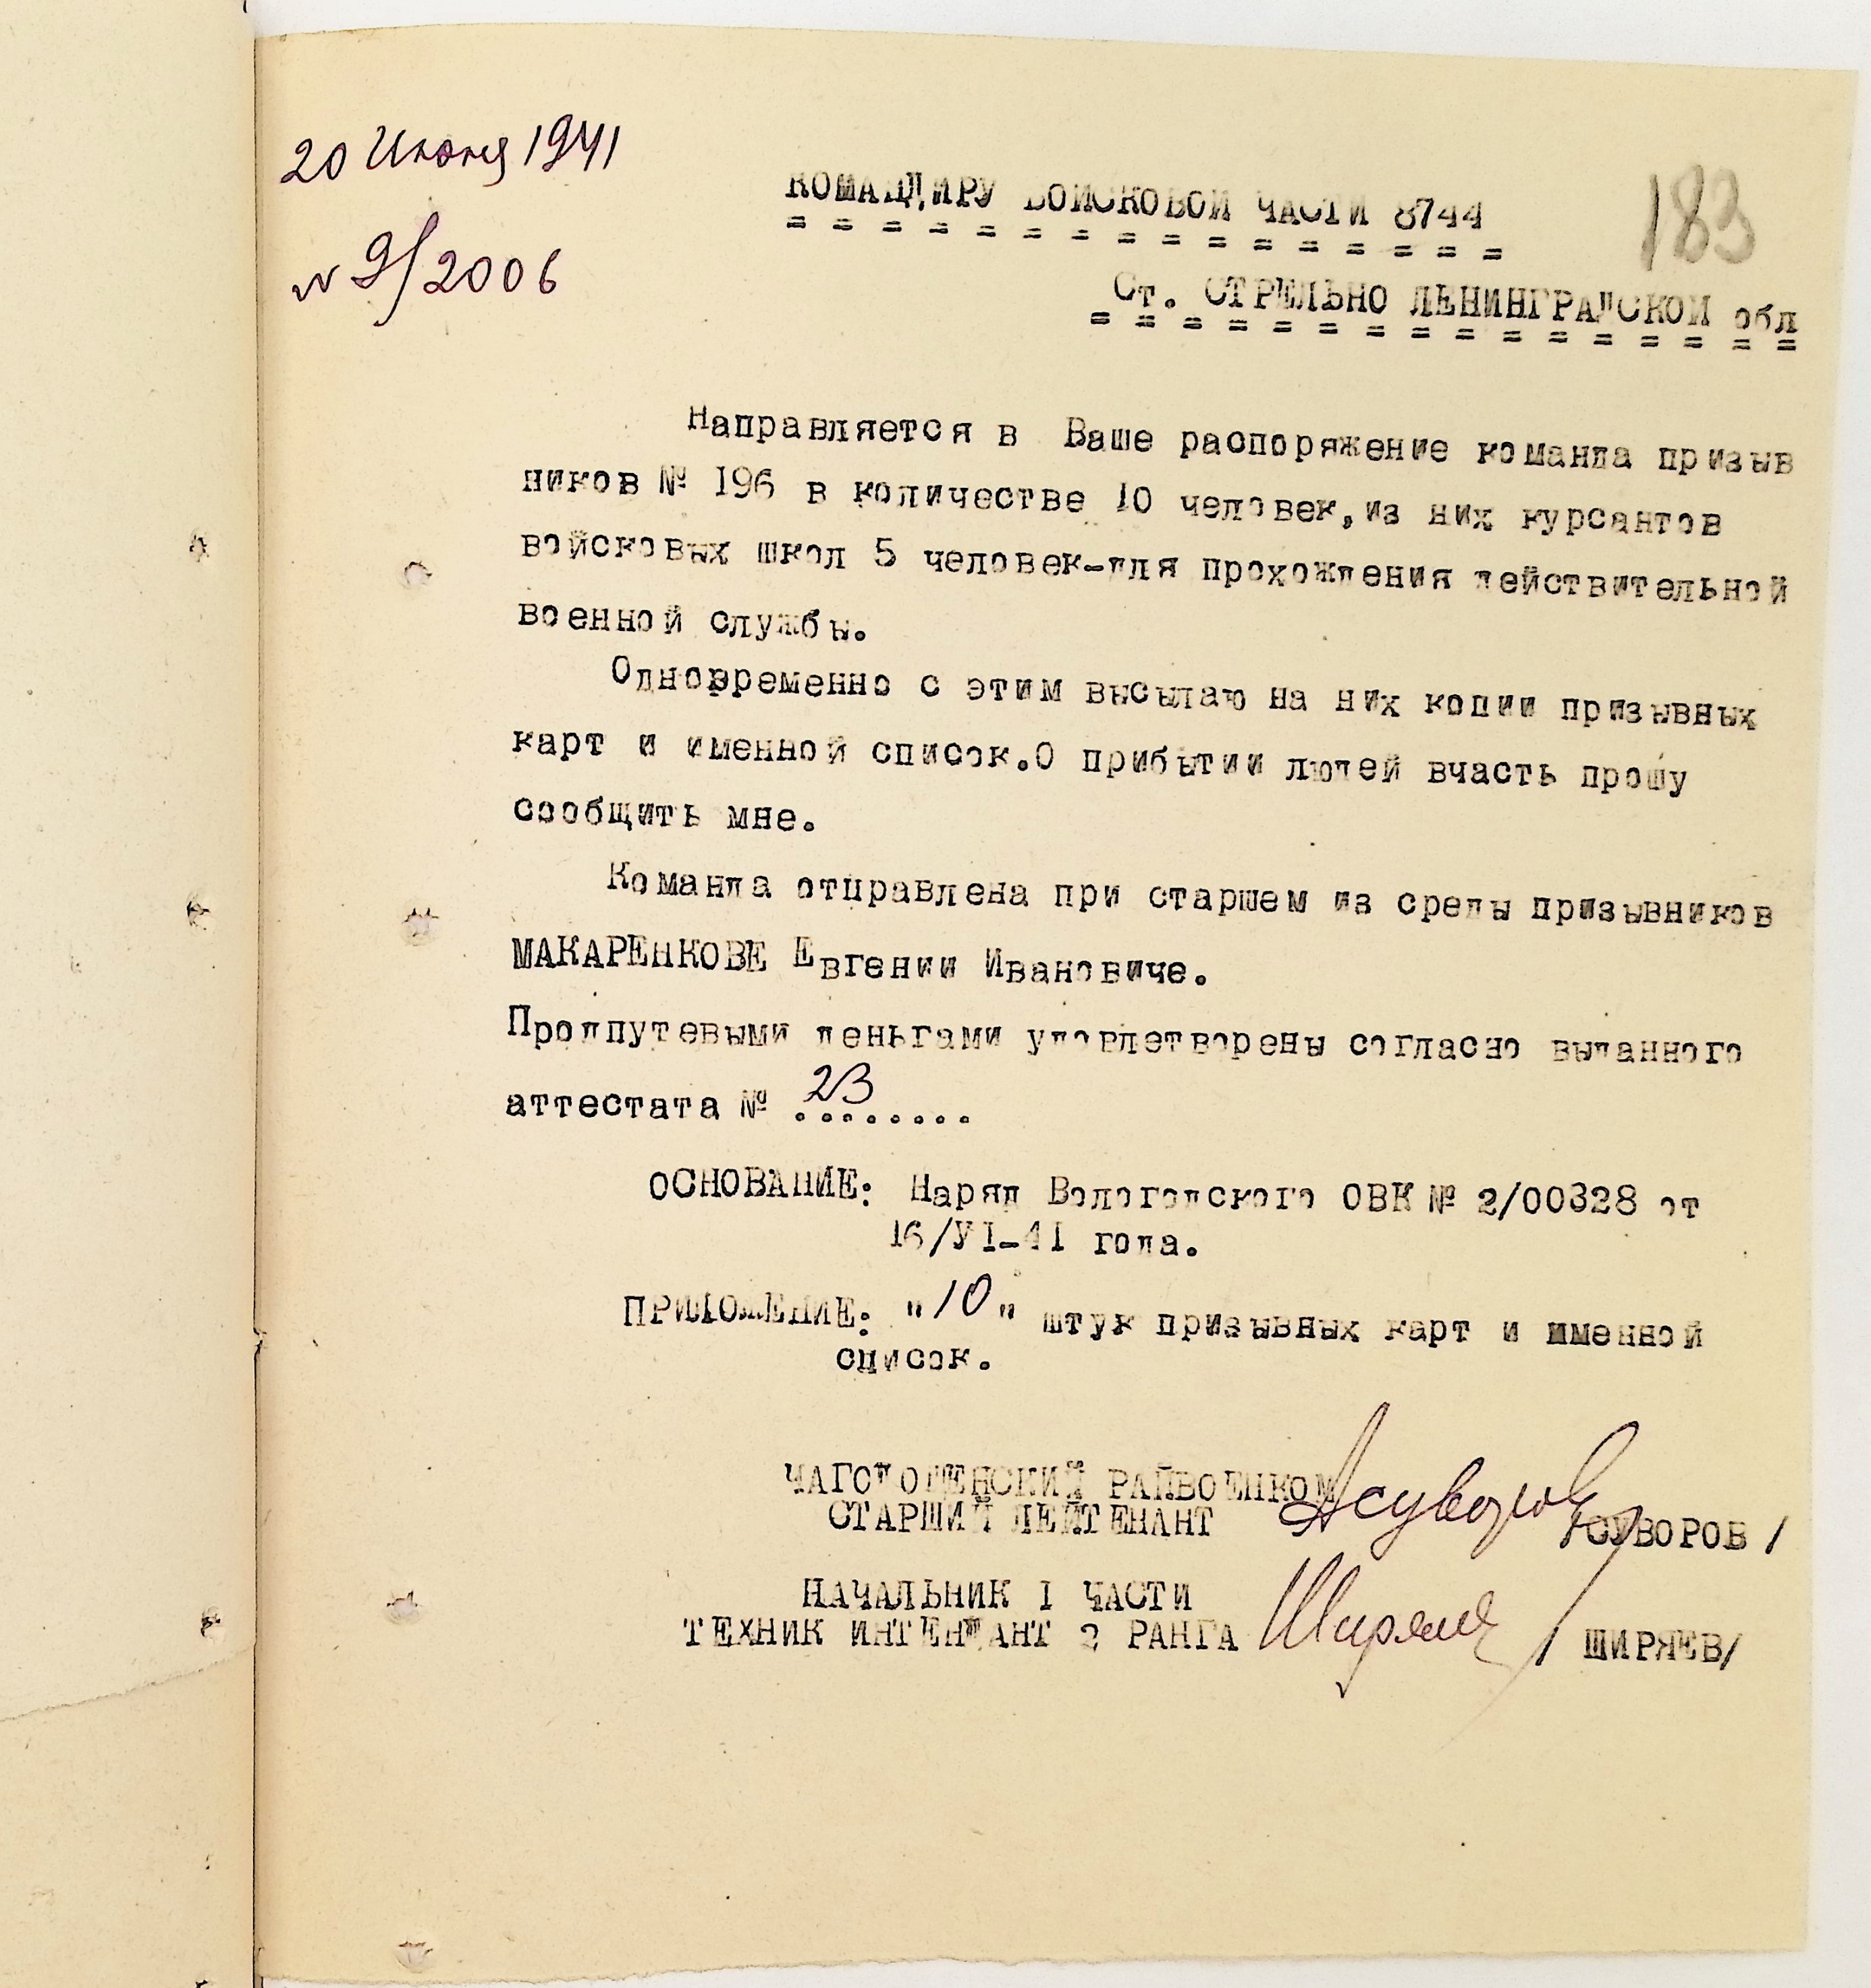 20 Июня 1941
№ 9/2006
183
КОМАНДИРУ ВОЙСКОВОЙ ЧАСТИ 8744
= = = = = = = = = = = = = = = =
Ст. СТРЕЛЬНО ЛЕНИНГРАДСКОЙ обл
= = = = = = = = = = = = = = = =
Направляется в Ваше распоряжение команда призыв
ников № 196 в количестве 10 человек,из них курсантов
войсковых школ 5 человек-для прохождения действительной
военной службы.
Одновременно с этим высылаю на них копии призывных
карт и именной список.О прибытии людей вчасть прошу
сообщить мне.
Команда отправлена при старшем из среды призывников
МАКАРЕНКОВЕ Евгении Ивановиче.
Продпутевыми деньгами удовлетворены согласно выданного
аттестата № 23........
ОСНОВАНИЕ: Наряд Вологодского ОВК № 2/00328 от
16/УI-41 года.
ПРИЛОЖЕНИЕ: "10" штук призывных карт и именной
список.
ЧАГОДОЩЕНСКИЙ РАЙВОЕНКОМ
СТАРШИЙ ЛЕЙТЕНАНТ Асуворов /СУВОРОВ/
НАЧАЛЬНИК I ЧАСТИ
ТЕХНИК ИНТЕНДАНТ 2 РАНГА Ширяев / ШИРЯЕВ/